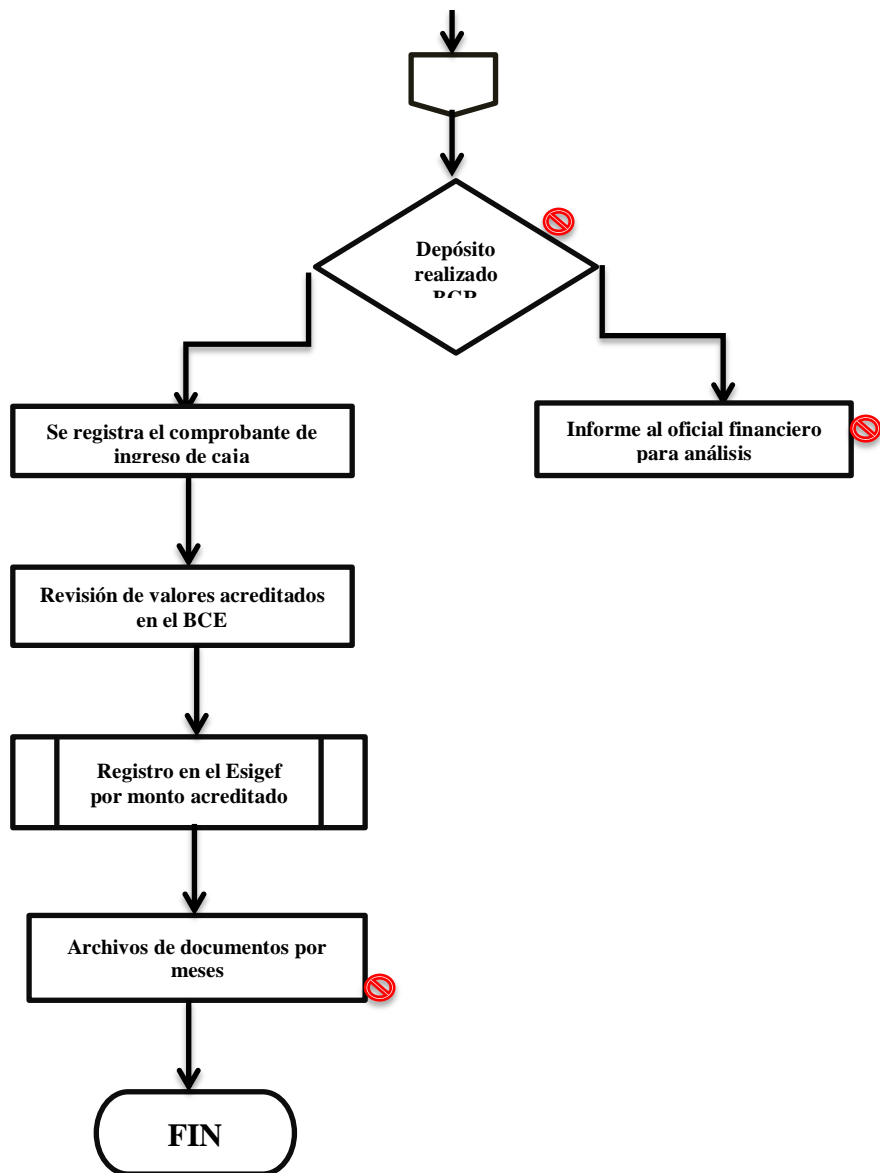 Depósito
realizado
Se registra el comprobante de
ingreso de caja
Informe al oficial financiero
para análisis
Revisión de valores acreditados
en el BCE
Registro en el Esigef
por monto acreditado
Archivos de documentos por
meses
FIN